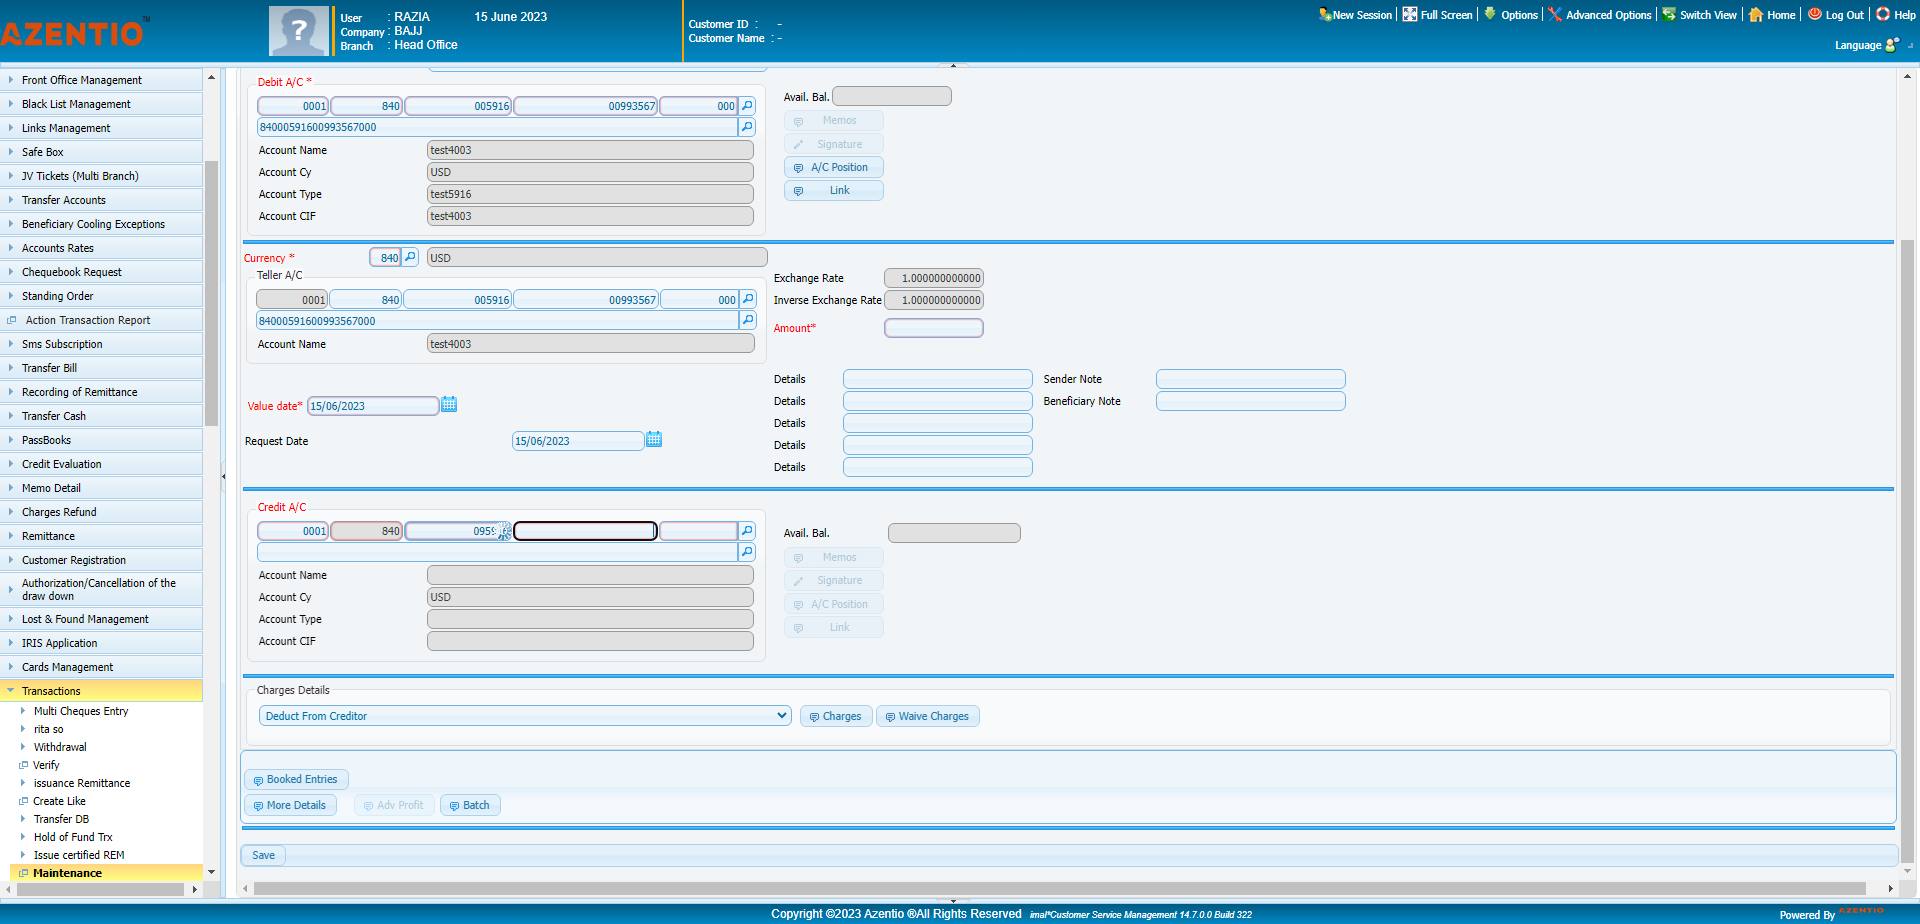 AZENTIO™
User : RAZIA 15 June 2023
Company : BAJJ
Branch : Head Office
Customer ID : -
Customer Name : -
New Session Full Screen Options Advanced Options Switch View Home Log Out Help
Language
Front Office Management
Black List Management
Links Management
Safe Box
JV Tickets (Multi Branch)
Transfer Accounts
Beneficiary Cooling Exceptions
Accounts Rates
Chequebook Request
Standing Order
Action Transaction Report
Sms Subscription
Transfer Bill
Recording of Remittance
Transfer Cash
PassBooks
Credit Evaluation
Memo Detail
Charges Refund
Remittance
Customer Registration
Authorization/Cancellation of the
draw down
Lost & Found Management
IRIS Application
Cards Management
Transactions
Multi Cheques Entry
rita so
Withdrawal
Verify
issuance Remittance
Create Like
Transfer DB
Hold of Fund Trx
Issue certified REM
Maintenance
Debit A/C *
0001 840 005916 00993567 000
84000591600993567000
Account Name test4003
Account Cy USD
Account Type test5916
Account CIF test4003
Avail. Bal.
Memos
Signature
A/C Position
Link
Currency * 840 USD
Teller A/C
0001 840 005916 00993567 000
84000591600993567000
Account Name test4003
Exchange Rate 1.000000000000
Inverse Exchange Rate 1.000000000000
Amount*
Value date* 15/06/2023
Request Date 15/06/2023
Details Sender Note
Details Beneficiary Note
Details
Details
Details
Credit A/C
0001 840
Account Name
Account Cy USD
Account Type
Account CIF
Avail. Bal.
Memos
Signature
A/C Position
Link
Charges Details
Deduct From Creditor Charges Waive Charges
Booked Entries
More Details Adv Profit Batch
Save
Copyright ©2023 Azentio ®All Rights Reserved imal*Customer Service Management 14.7.0.0 Build 322
Powered By AZENTIO